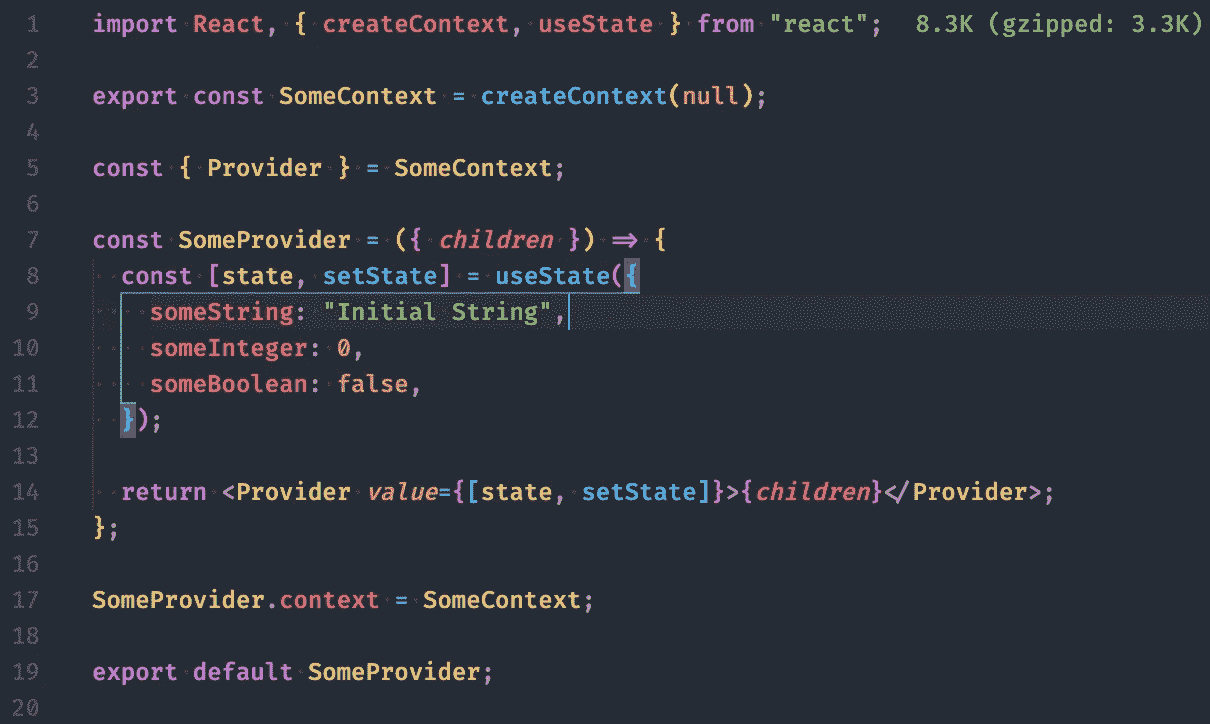 1 import React, { createContext, useState } from "react"; 8.3K (gzipped: 3.3K)
2
3 export const SomeContext = createContext(null);
4
5 const { Provider } = SomeContext;
6
7 const SomeProvider = ({ children }) => {
8   const [state, setState] = useState({
9     someString: "Initial String",
10     someInteger: 0,
11     someBoolean: false,
12   });
13
14   return <Provider value={[state, setState]}>{children}</Provider>;
15 };
16
17 SomeProvider.context = SomeContext;
18
19 export default SomeProvider;
20